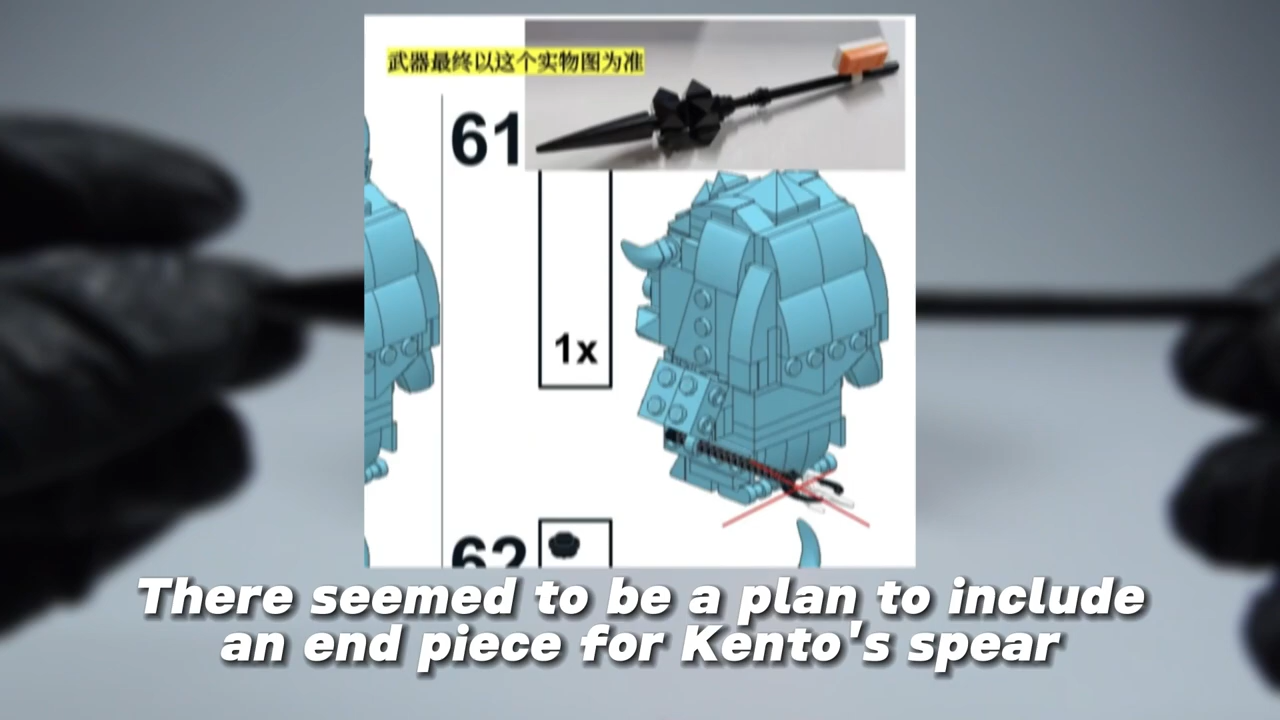 武器最终以这个实物图为准
61
1x
62
There seemed to be a plan to include
an end piece for Kento's spear